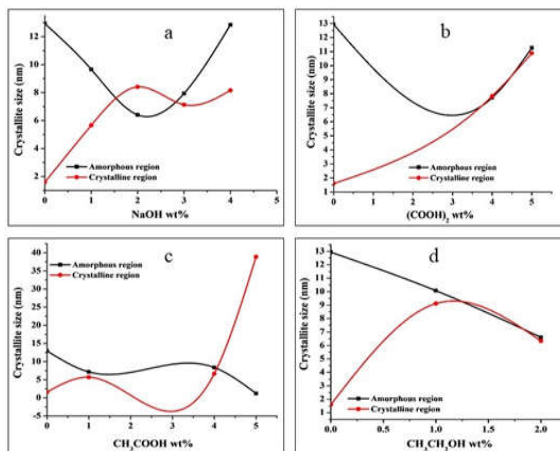 a
Crystallite size (nm)
12
10
8
6
4
2
Amorphous region
Crystalline region
0 1 2 3 4 5
NaOH wt%
b
Crystallite size (nm)
13
12
11
10
9
8
7
6
5
4
3
2
1
Amorphous region
Crystalline region
0 1 2 3 4 5
(COOH)₂ wt%
c
Crystallite size (nm)
40
35
30
25
20
15
10
5
0
-5
Amorphous region
Crystalline region
0 1 2 3 4 5
CH₃COOH wt%
d
Crystallite size (nm)
13
12
11
10
9
8
7
6
5
4
3
2
1
Amorphous region
Crystalline region
0.0 0.5 1.0 1.5 2.0
CH₃CH₂OH wt%